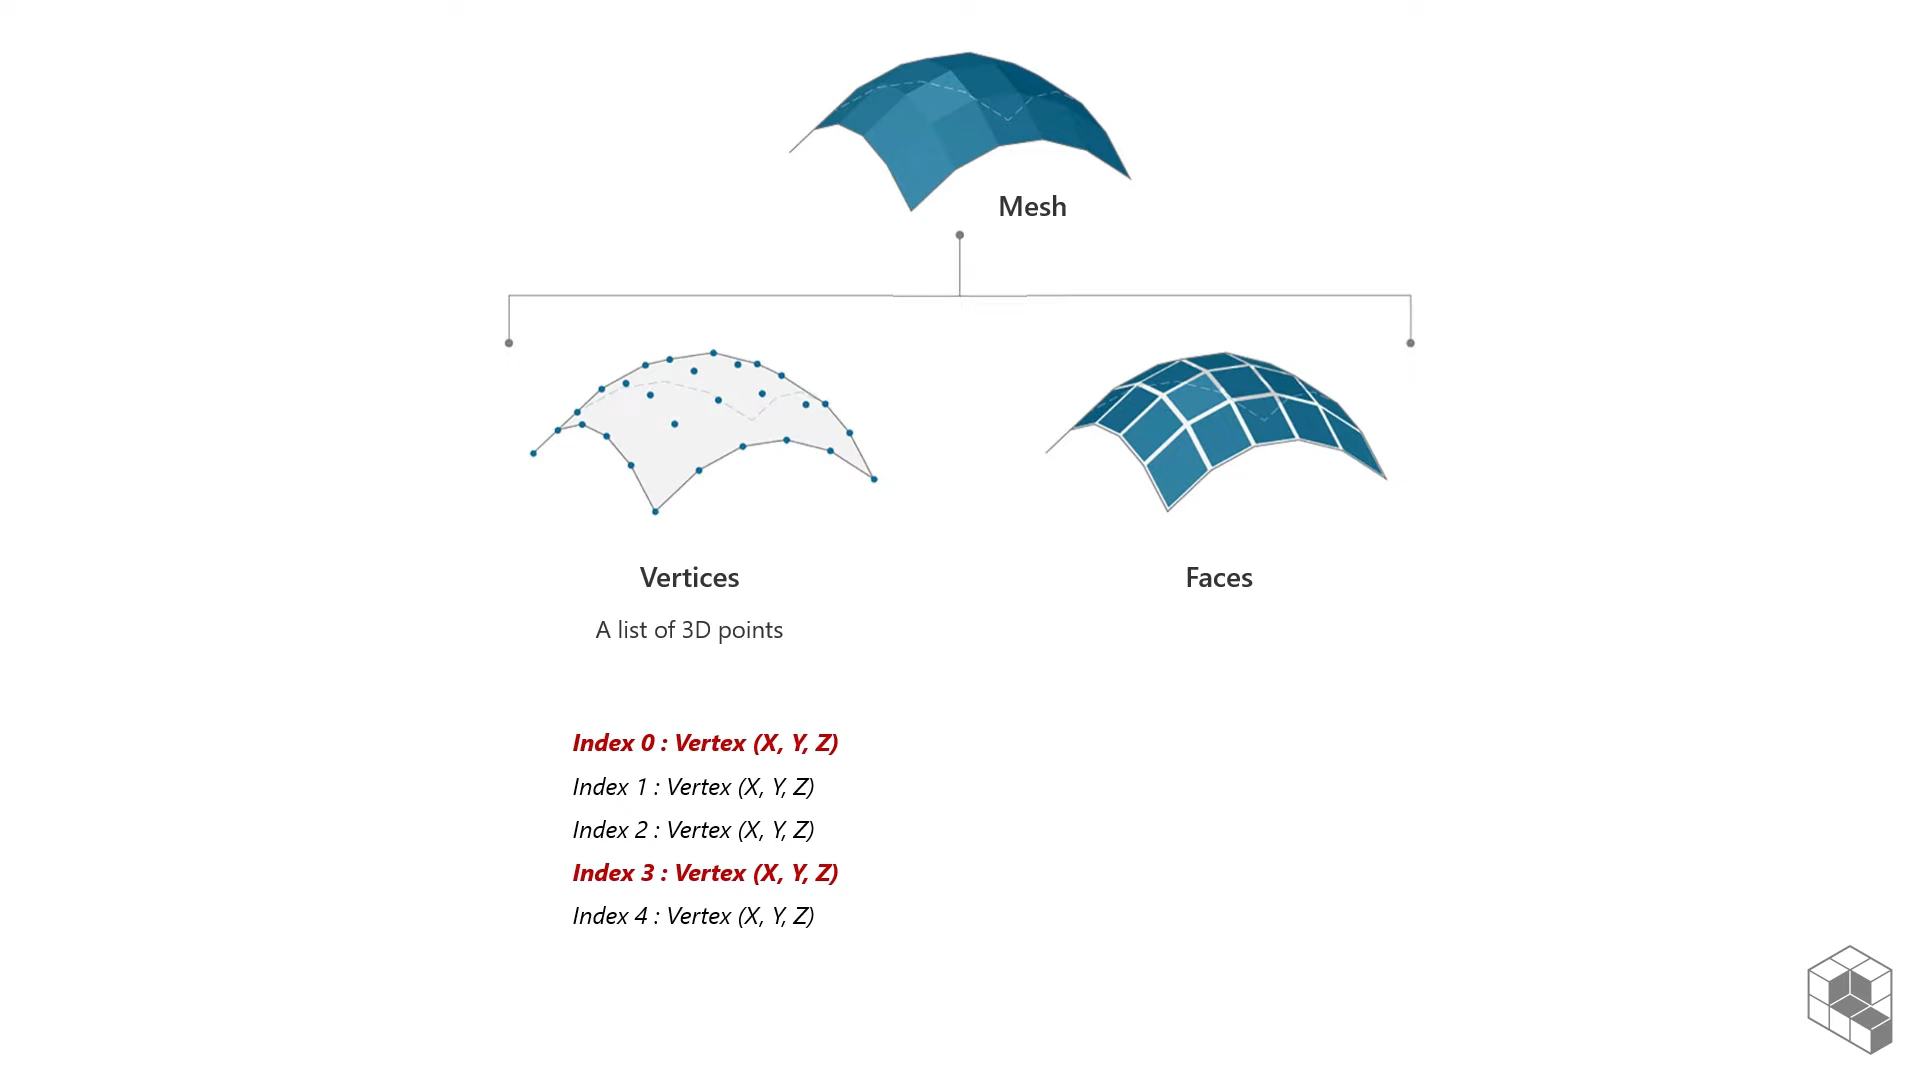 Mesh
Vertices
Faces
A list of 3D points
Index 0 : Vertex (X, Y, Z)
Index 1 : Vertex (X, Y, Z)
Index 2 : Vertex (X, Y, Z)
Index 3 : Vertex (X, Y, Z)
Index 4 : Vertex (X, Y, Z)